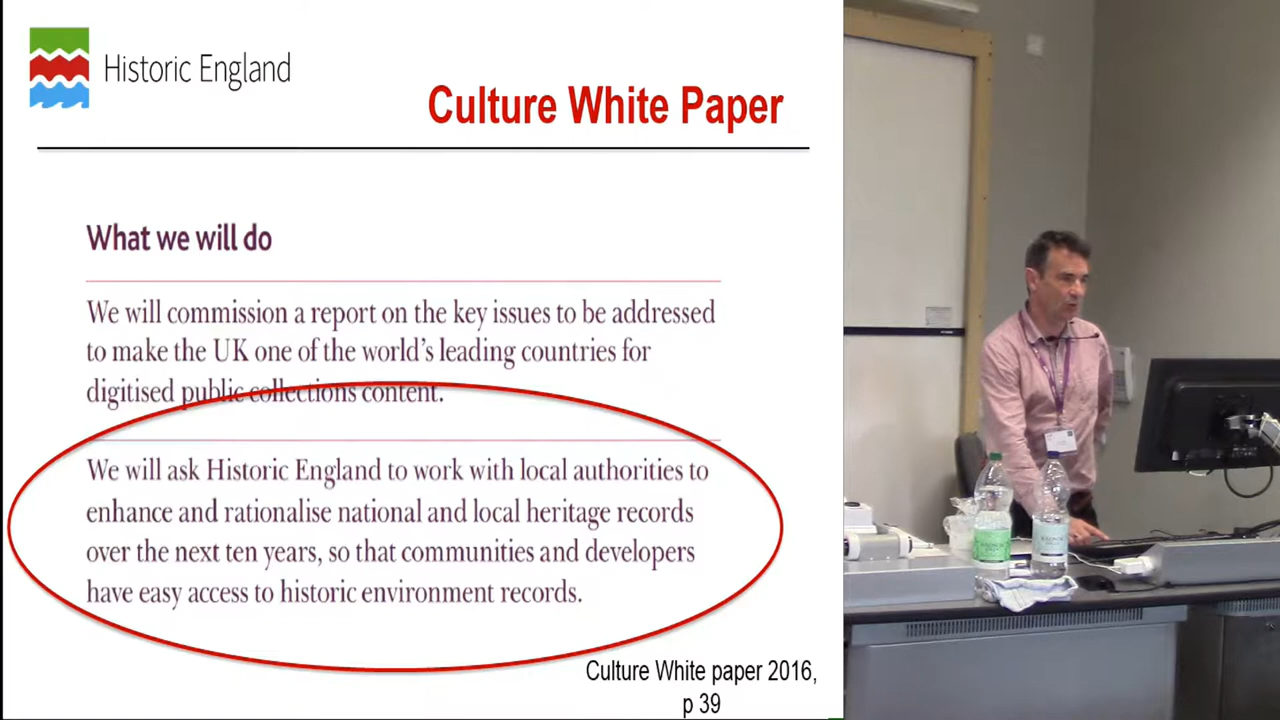 Historic England
Culture White Paper
What we will do
We will commission a report on the key issues to be addressed
to make the UK one of the world's leading countries for
digitised public collections content.
We will ask Historic England to work with local authorities to
enhance and rationalise national and local heritage records
over the next ten years, so that communities and developers
have easy access to historic environment records.
Culture White paper 2016,
p 39